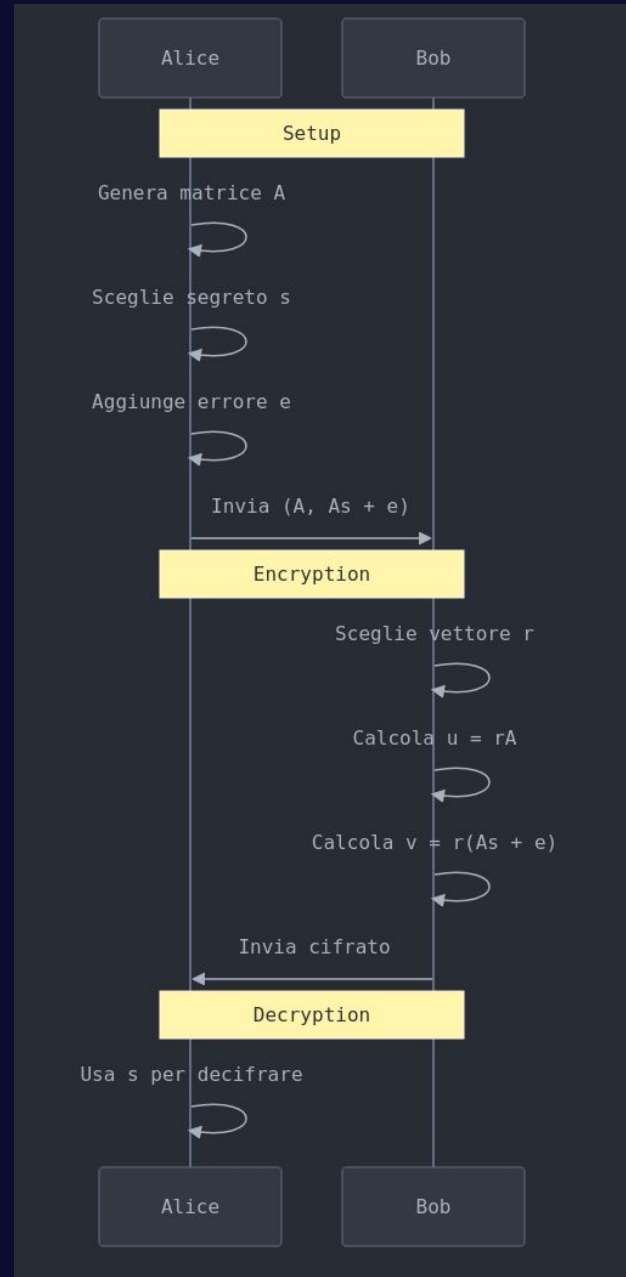 Alice
Bob
Setup
Genera matrice A
Sceglie segreto s
Aggiunge errore e
Invia (A, As + e)
Encryption
Sceglie vettore r
Calcola u = rA
Calcola v = r(As + e)
Invia cifrato
Decryption
Usa s per decifrare
Alice
Bob